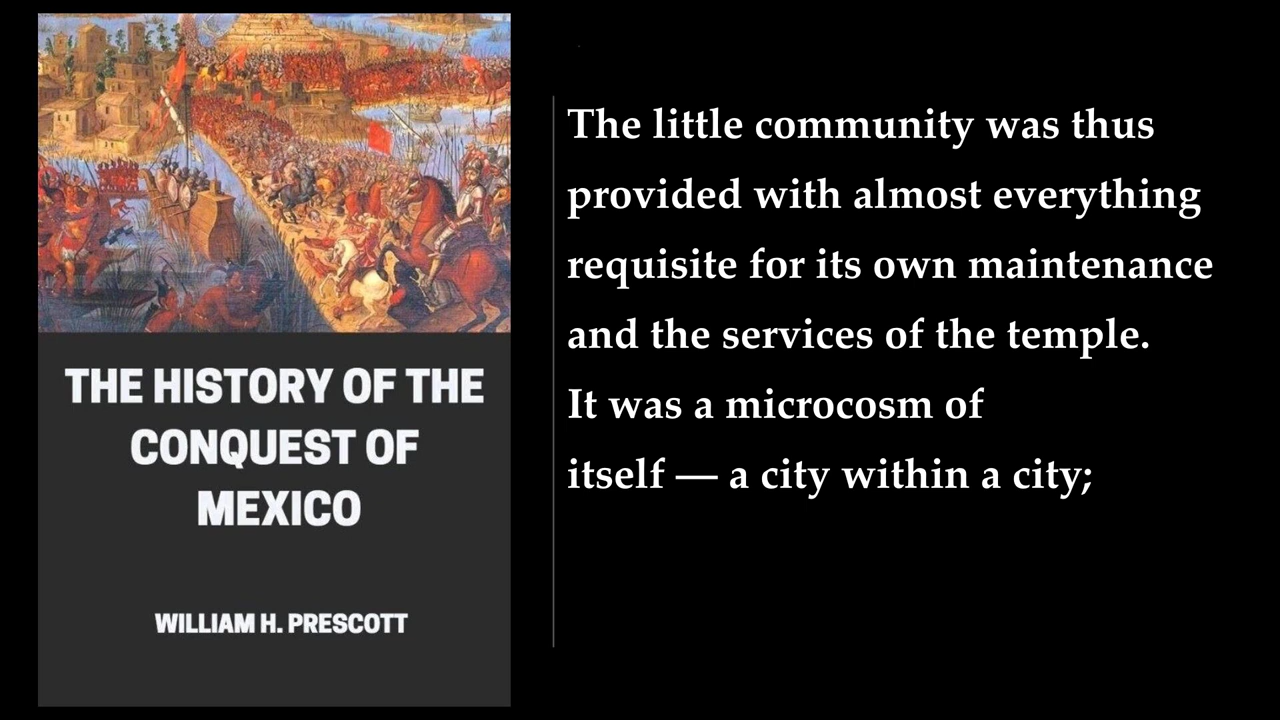 THE HISTORY OF THE
CONQUEST OF
MEXICO
WILLIAM H. PRESCOTT
The little community was thus
provided with almost everything
requisite for its own maintenance
and the services of the temple.
It was a microcosm of
itself — a city within a city;